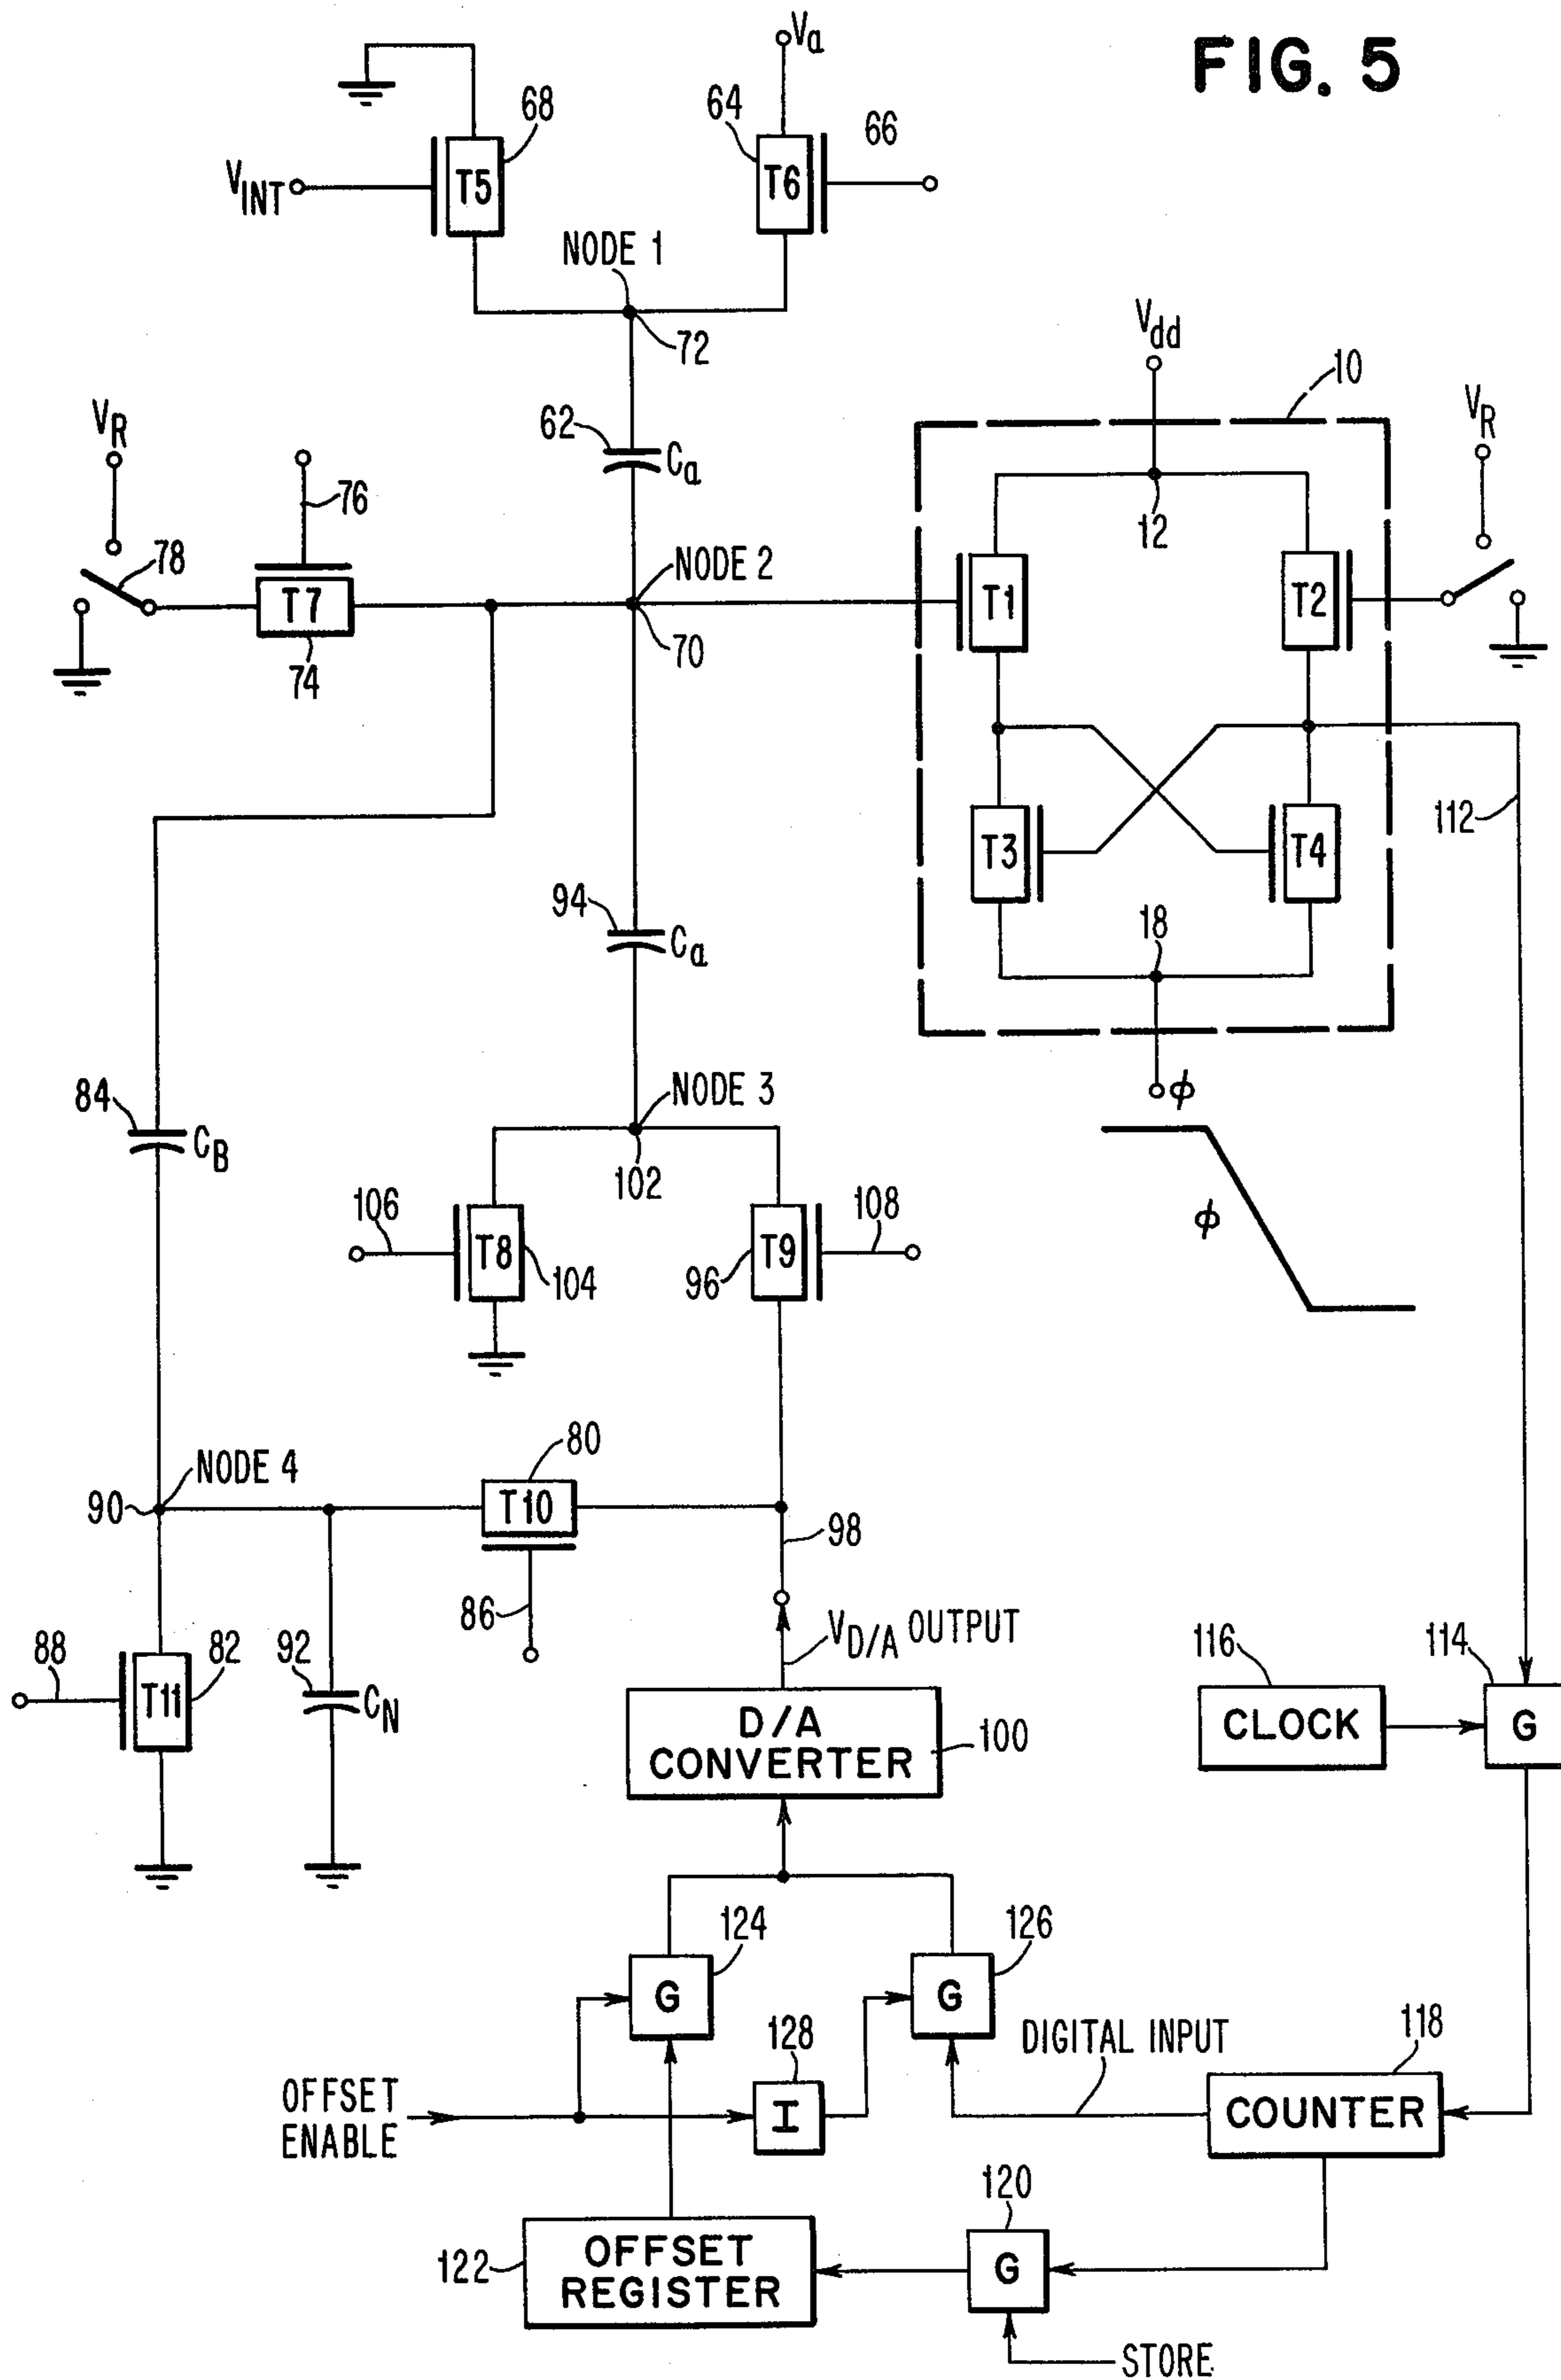 FIG. 5
Va
68
64
66
T5
T6
VINT
NODE 1
72
Vdd
10
VR
VR
62
Ca
76
12
78
NODE 2
T7
T1
T2
70
74
112
94
Ca
T3
T4
18
ϕ
NODE 3
84
CB
102
106
108
ϕ
T8
T9
104
96
80
NODE 4
90
T10
98
86
VD/A OUTPUT
88
82
92
116
114
T11
CN
D/A
CONVERTER
100
CLOCK
G
124
126
G
G
128
DIGITAL INPUT
118
OFFSET
ENABLE
I
COUNTER
120
122
OFFSET
REGISTER
G
STORE